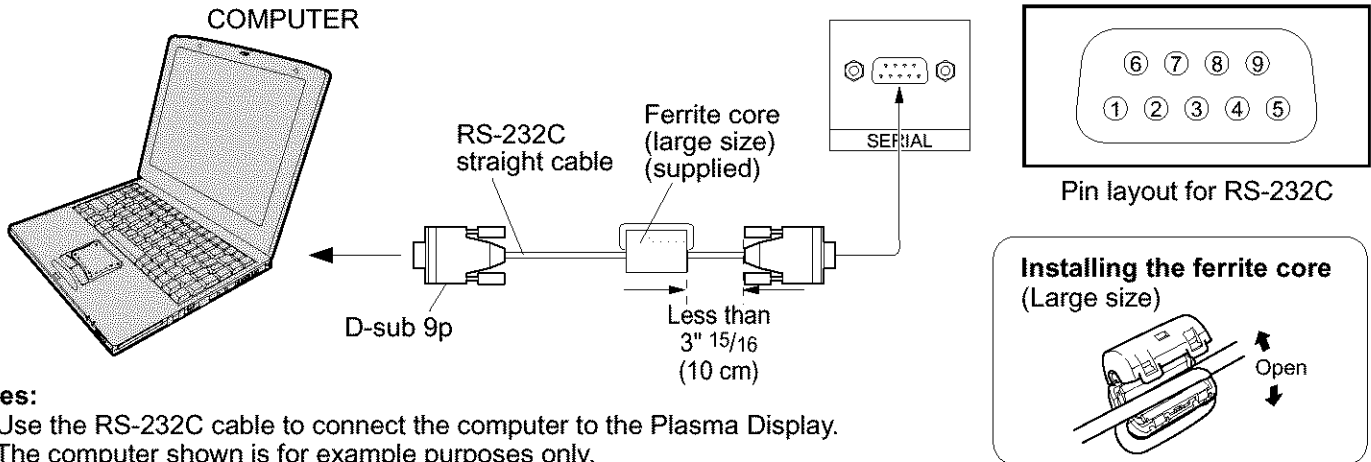 COMPUTER
RS-232C
straight cable
Ferrite core
(large size)
(supplied)
D-sub 9p
Less than
3" 15/16
(10 cm)
SERIAL
6 7 8 9
1 2 3 4 5
Pin layout for RS-232C
Installing the ferrite core
(Large size)
Open
es:
Use the RS-232C cable to connect the computer to the Plasma Display.
The computer shown is for example purposes only.